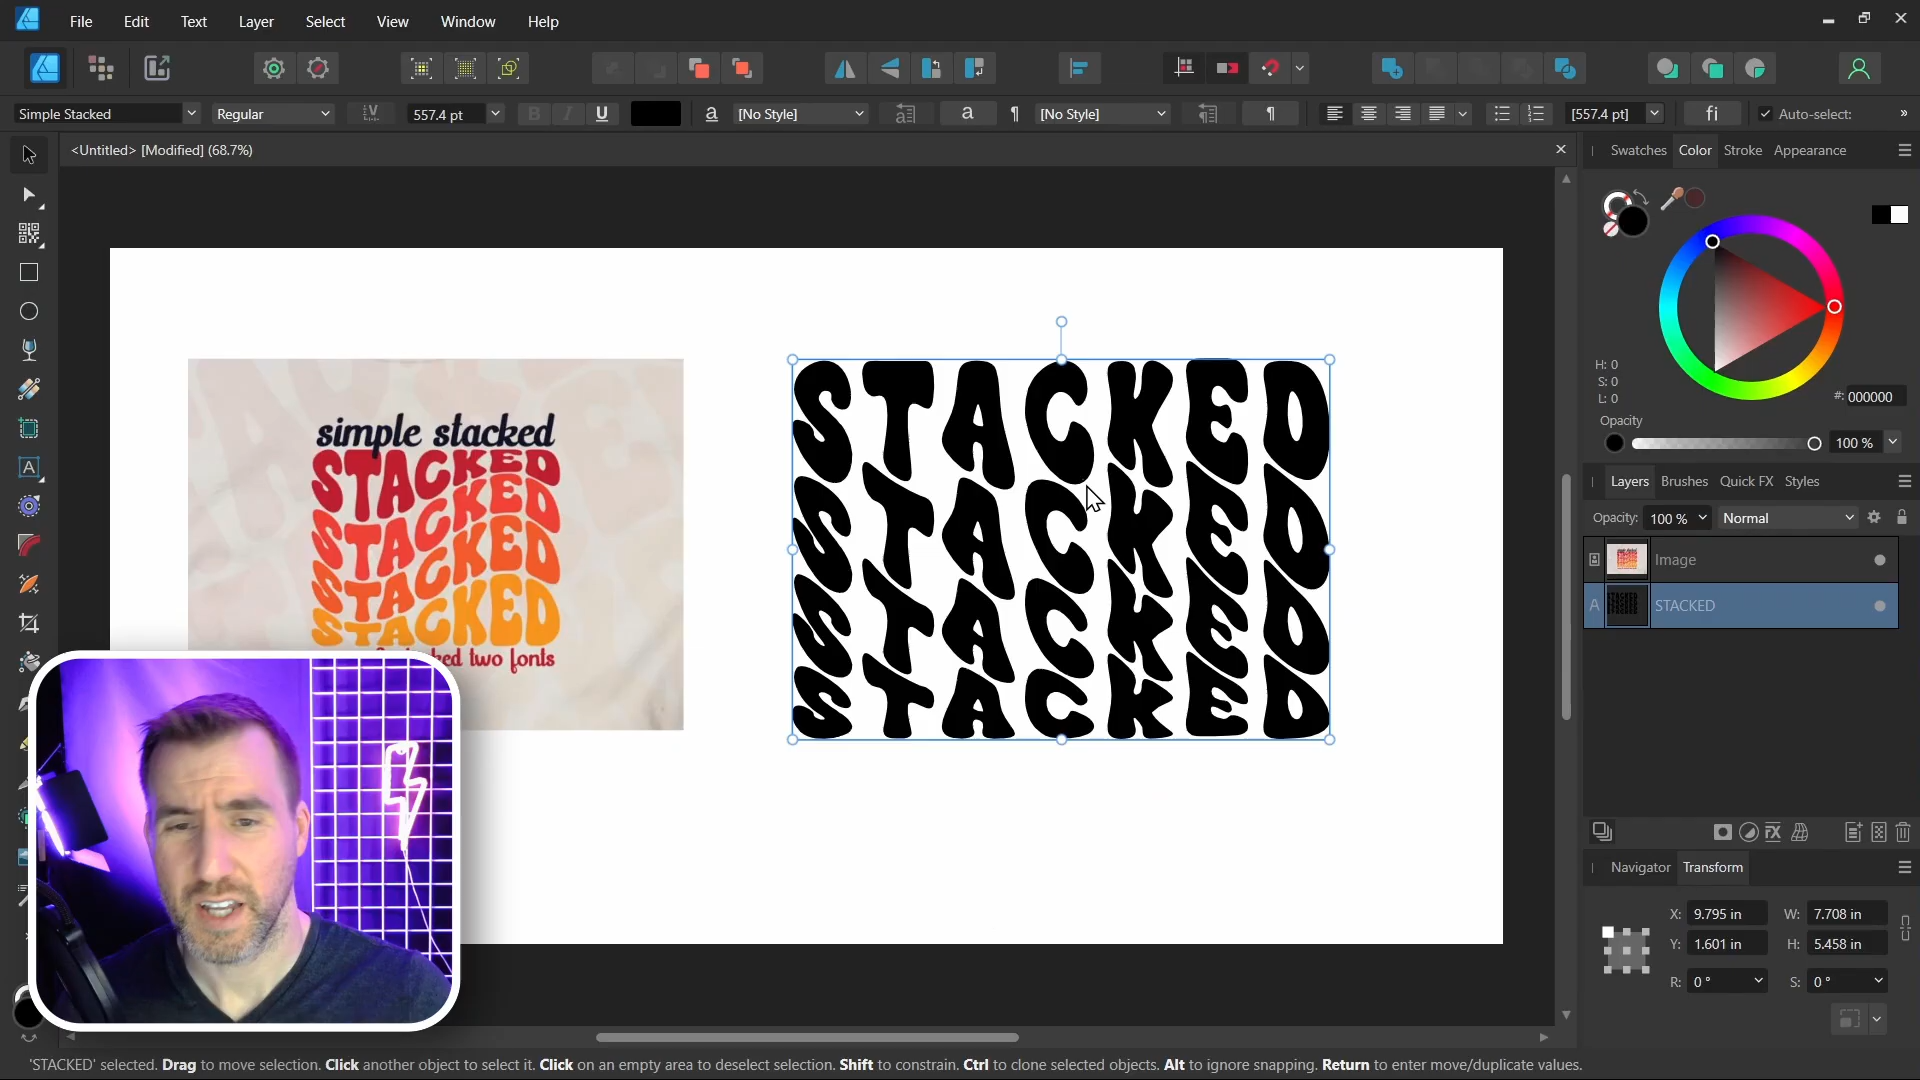 File Edit Text Layer Select View Window Help
Simple Stacked Regular 557.4 pt B I U a [No Style] a ¶ [No Style] ¶ [557.4 pt] fi Auto-select:
<Untitled> [Modified] (68.7%)
Swatches Color Stroke Appearance
H: 0
S: 0
L: 0
#: 000000
Opacity
100 %
simple stacked
STACKED
STACKED
STACKED
STACKED
two fonts
STACKED
STACKED
STACKED
STACKED
Layers Brushes Quick FX Styles
Opacity: 100 % Normal
Image
A STACKED
Navigator Transform
X: 9.795 in W: 7.708 in
Y: 1.601 in H: 5.458 in
R: 0 ° S: 0 °
'STACKED' selected. Drag to move selection. Click another object to select it. Click on an empty area to deselect selection. Shift to constrain. Ctrl to clone selected objects. Alt to ignore snapping. Return to enter move/duplicate values.